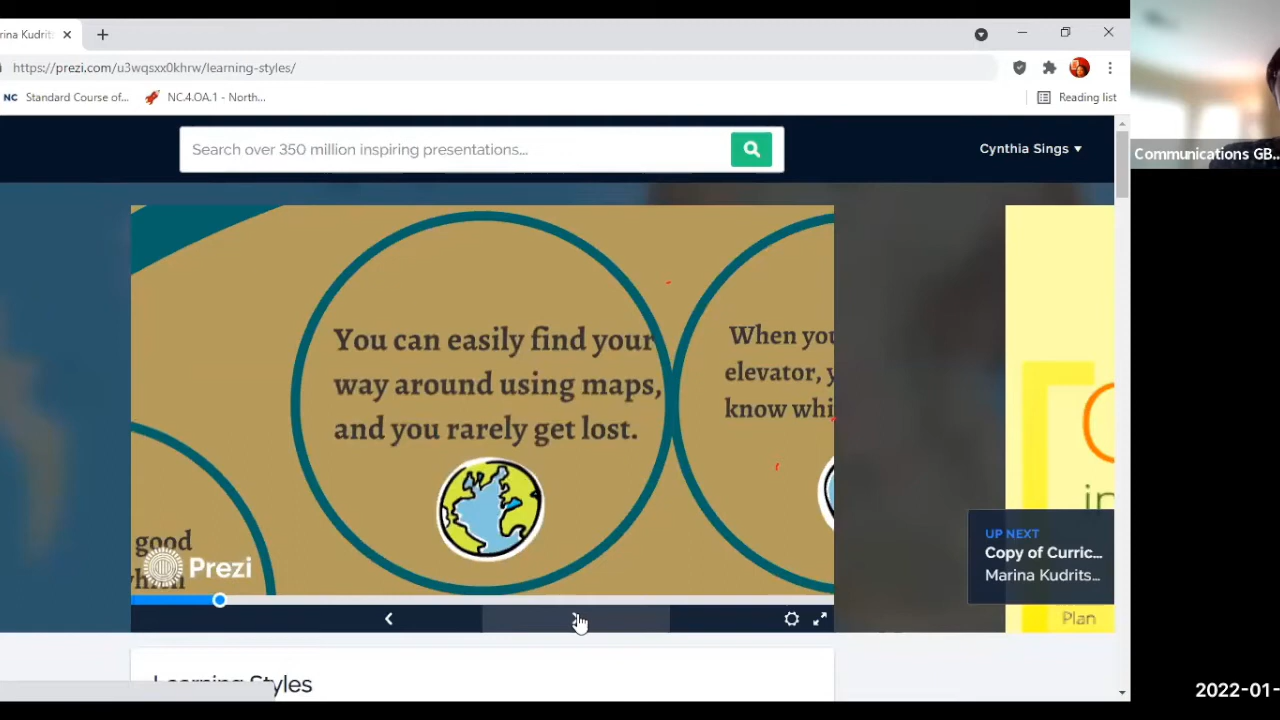 rina Kudrit
https://prezi.com/u3wqsxx0khrw/learning-styles/
NC Standard Course of...
NC.4.OA.1 - North...
Reading list
Search over 350 million inspiring presentations...
Cynthia Sings
Communications GB...
You can easily find your
way around using maps,
and you rarely get lost.
When you
elevator, y
know whi
good
Prezi
UP NEXT
Copy of Curric...
Marina Kudrits...
in
Plan
Learning Styles
2022-01-